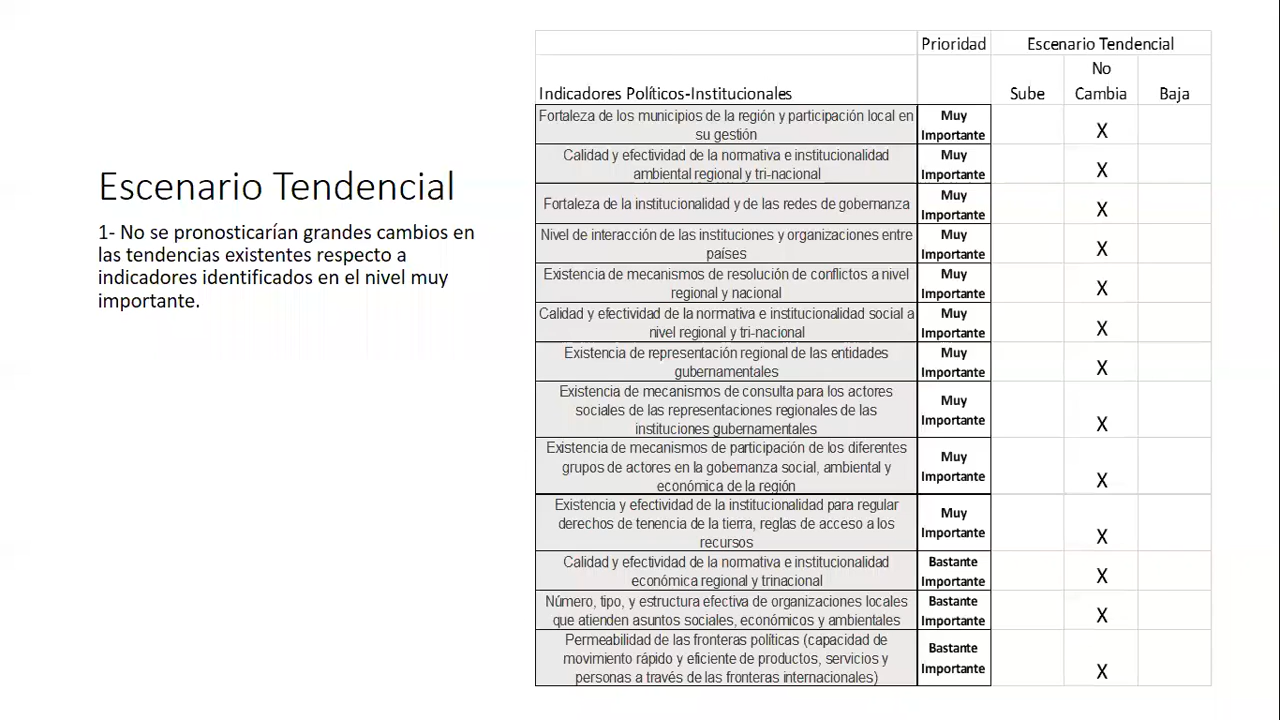 Escenario Tendencial
1- No se pronosticarían grandes cambios en
las tendencias existentes respecto a
indicadores identificados en el nivel muy
importante.
Prioridad Escenario Tendencial
Indicadores Políticos-Institucionales Sube No Cambia Baja
Fortaleza de los municipios de la región y participación local en
su gestión
Muy
Importante
X
Calidad y efectividad de la normativa e institucionalidad
ambiental regional y tri-nacional
Muy
Importante
X
Fortaleza de la institucionalidad y de las redes de gobernanza
Muy
Importante
X
Nivel de interacción de las instituciones y organizaciones entre
países
Muy
Importante
X
Existencia de mecanismos de resolución de conflictos a nivel
regional y nacional
Muy
Importante
X
Calidad y efectividad de la normativa e institucionalidad social a
nivel regional y tri-nacional
Muy
Importante
X
Existencia de representación regional de las entidades
gubernamentales
Muy
Importante
X
Existencia de mecanismos de consulta para los actores
sociales de las representaciones regionales de las
instituciones gubernamentales
Muy
Importante
X
Existencia de mecanismos de participación de los diferentes
grupos de actores en la gobernanza social, ambiental y
económica de la región
Muy
Importante
X
Existencia y efectividad de la institucionalidad para regular
derechos de tenencia de la tierra, reglas de acceso a los
recursos
Muy
Importante
X
Calidad y efectividad de la normativa e institucionalidad
económica regional y trinacional
Bastante
Importante
X
Número, tipo, y estructura efectiva de organizaciones locales
que atienden asuntos sociales, económicos y ambientales
Bastante
Importante
X
Permeabilidad de las fronteras políticas (capacidad de
movimiento rápido y eficiente de productos, servicios y
personas a través de las fronteras internacionales)
Bastante
Importante
X